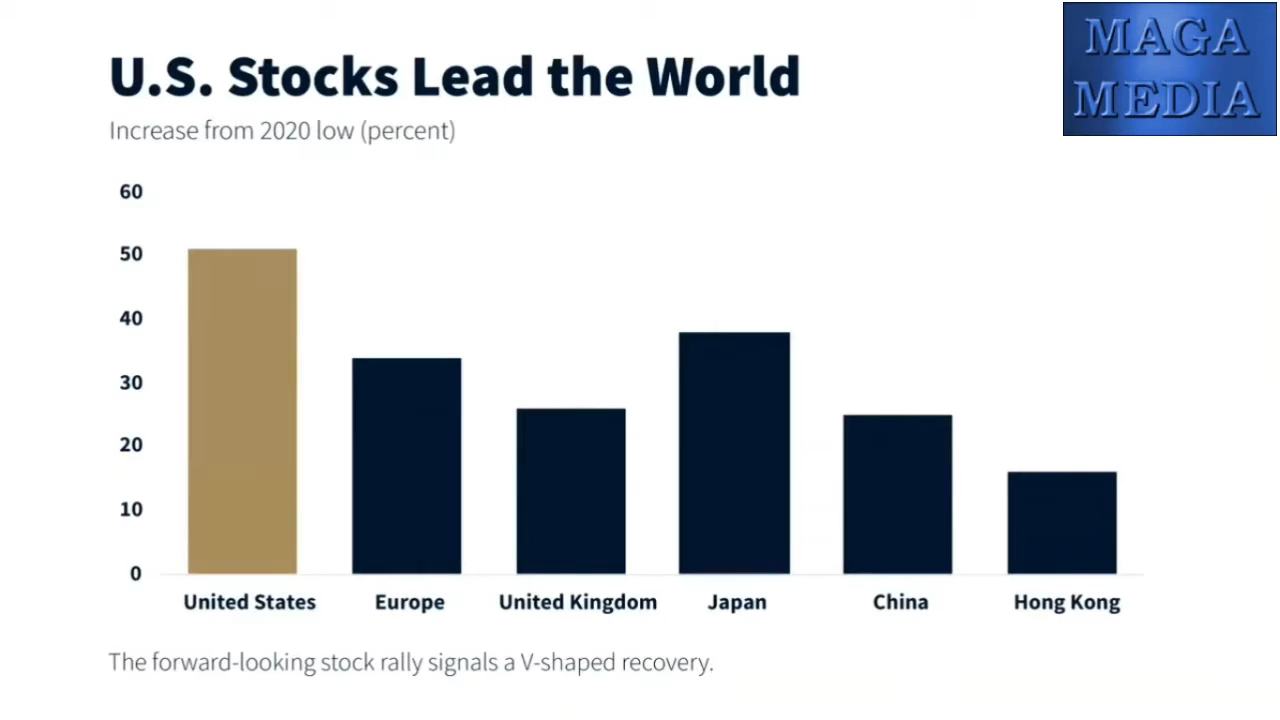 MAGA
MEDIA
U.S. Stocks Lead the World
Increase from 2020 low (percent)
60
50
40
30
20
10
0
United States Europe United Kingdom Japan China Hong Kong
The forward-looking stock rally signals a V-shaped recovery.